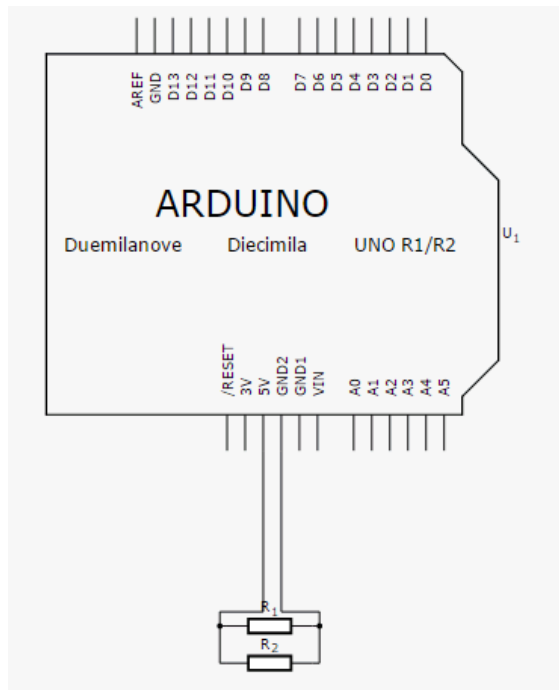 AREF GND D13 D12 D11 D10 D9 D8 D7 D6 D5 D4 D3 D2 D1 D0
ARDUINO
Duemilanove Diecimila UNO R1/R2
U1
/RESET 3V 5V GND2 GND1 VIN A0 A1 A2 A3 A4 A5
R1
R2